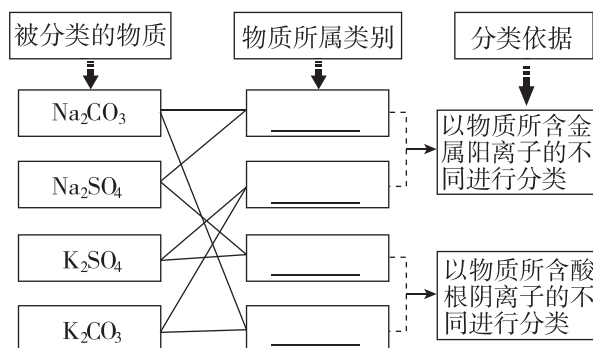 被分类的物质
物质所属类别
分类依据
Na₂CO₃
Na₂SO₄
K₂SO₄
K₂CO₃
以物质所含金
属阳离子的不
同进行分类
以物质所含酸
根阴离子的不
同进行分类